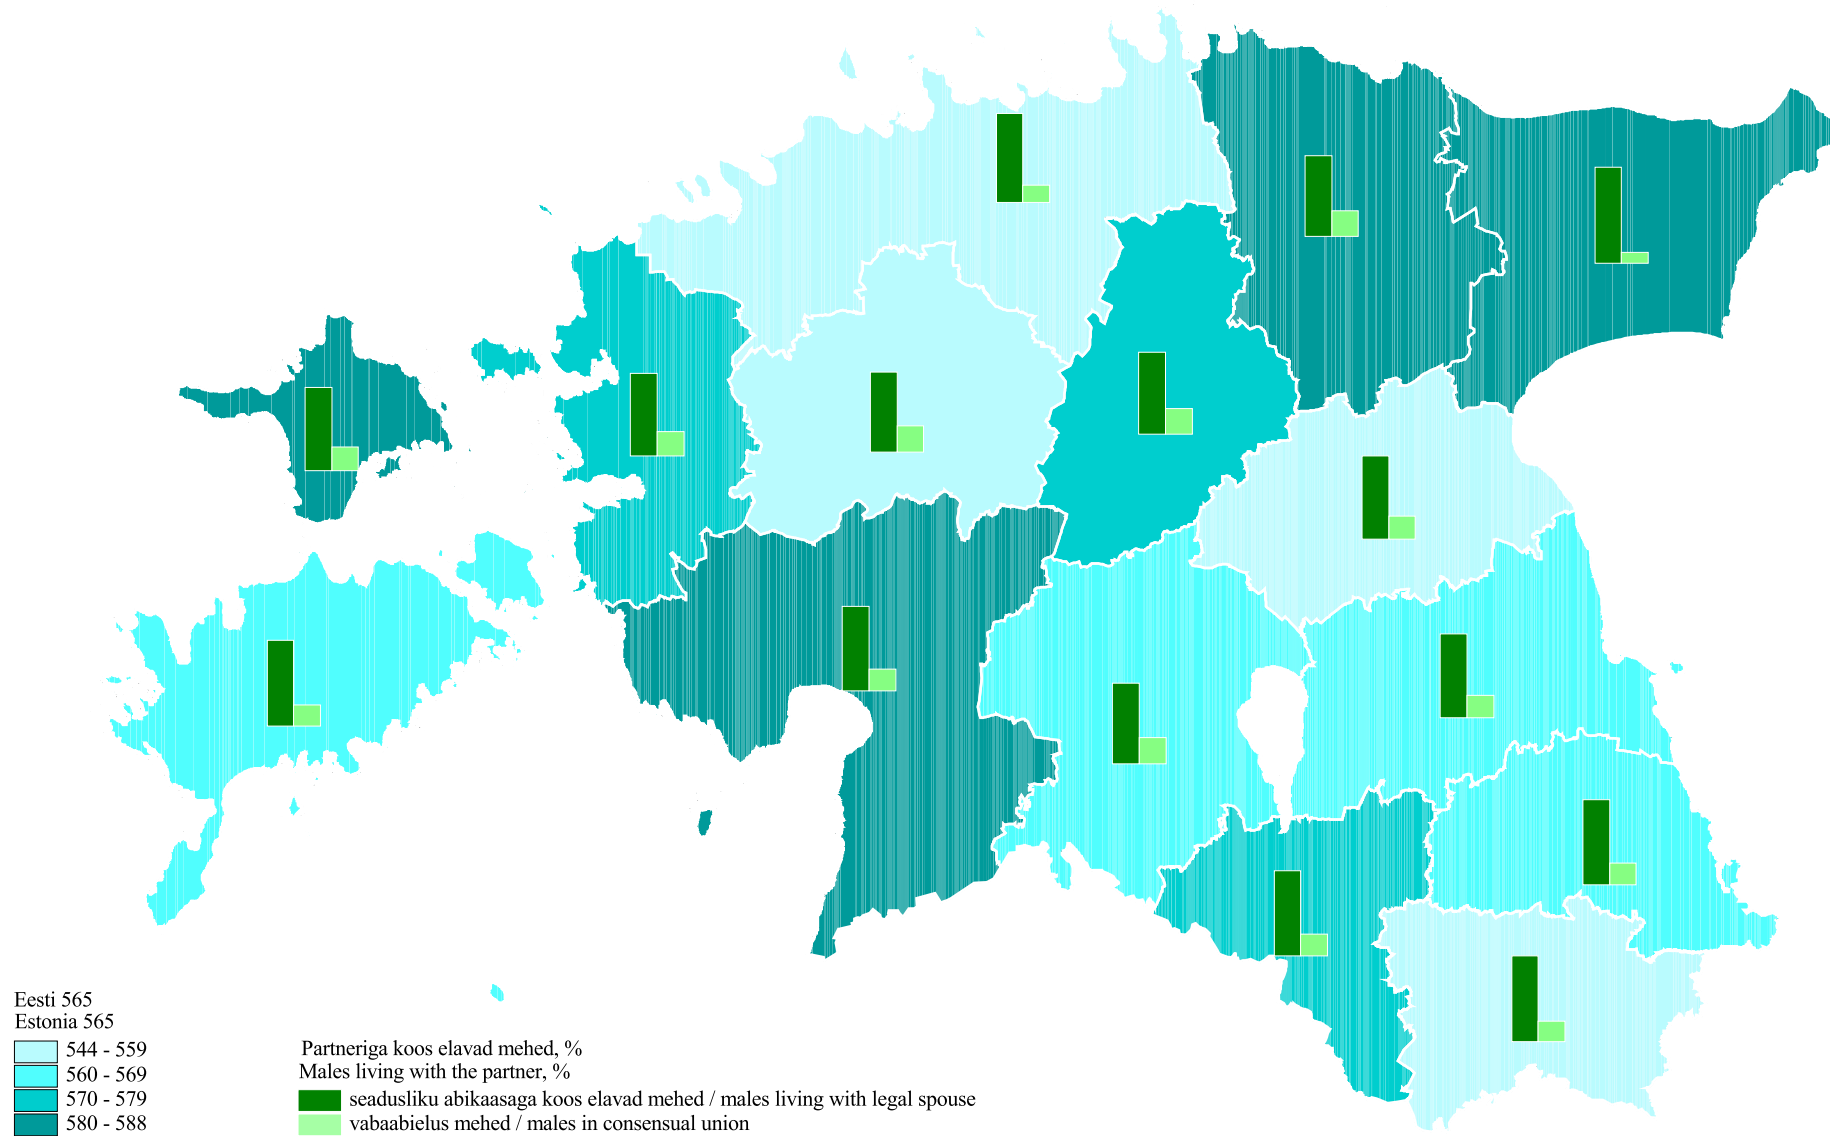 Eesti 565
Estonia 565
544 - 559
560 - 569
570 - 579
580 - 588
Partneriga koos elavad mehed, %
Males living with the partner, %
seadusliku abikaasaga koos elavad mehed / males living with legal spouse
vabaabielus mehed / males in consensual union